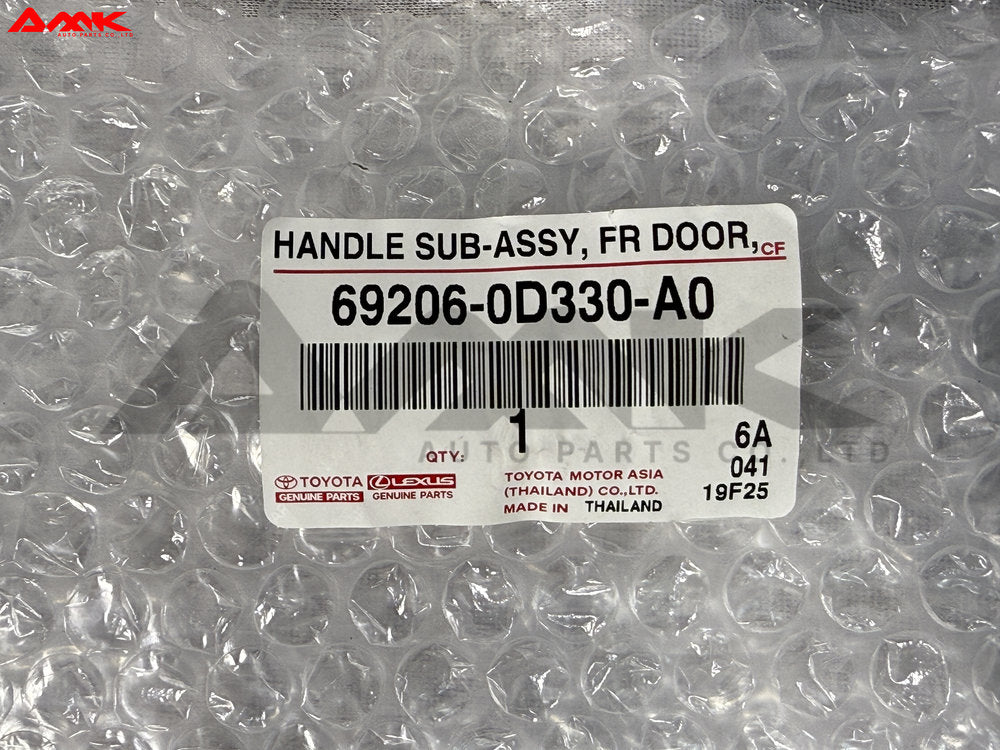 AMK
AUTO PARTS CO., LTD
HANDLE SUB-ASSY, FR DOOR, CF
69206-0D330-A0
AMK
AUTO PARTS CO., LTD
QTY: 1
6A
041
19F25
TOYOTA LEXUS
GENUINE PARTS GENUINE PARTS
TOYOTA MOTOR ASIA
(THAILAND) CO.,LTD.
MADE IN THAILAND